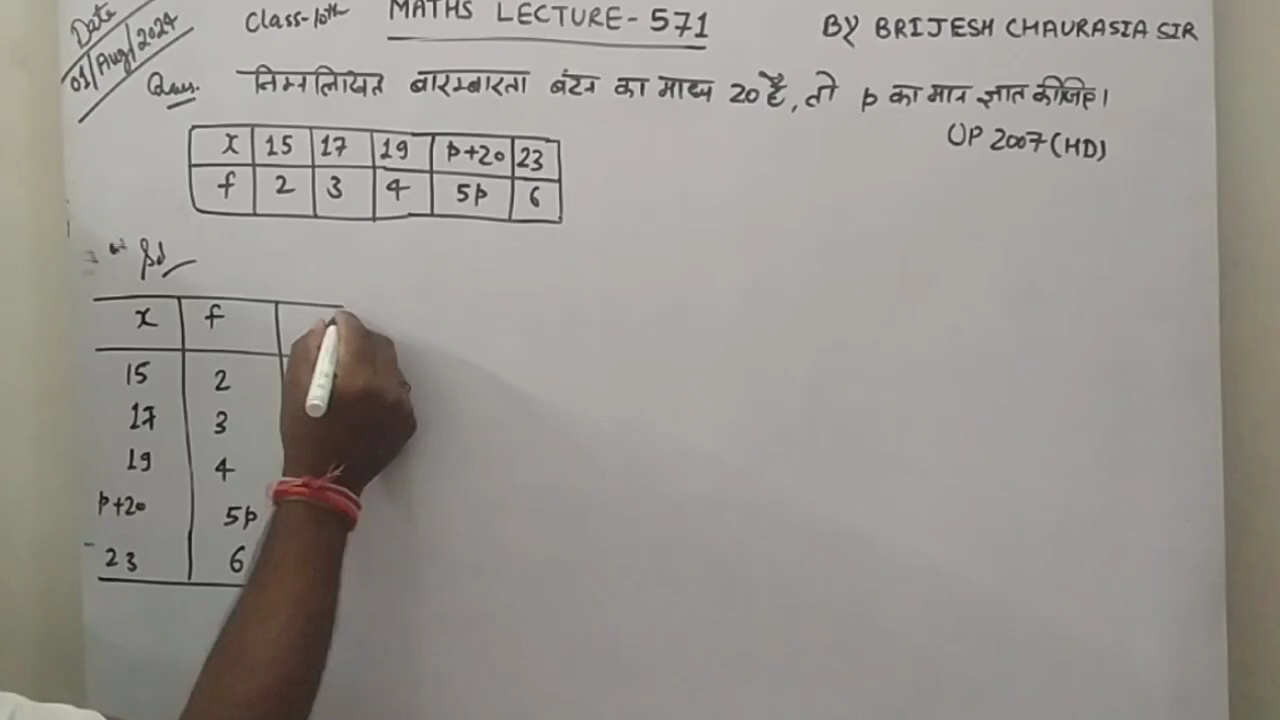 Date
01/Aug/2024
Class-10th
MATHS LECTURE-571
BY BRIJESH CHAURASIA SIR
Ques. निम्नलिखित बारम्बारता बंटन का माध्य 20 है, तो p का मान ज्ञात कीजिए।
UP 2007 (HD)
x 15 17 19 p+20 23
f 2 3 4 5p 6
x f
15 2
17 3
19 4
p+20 5p
23 6